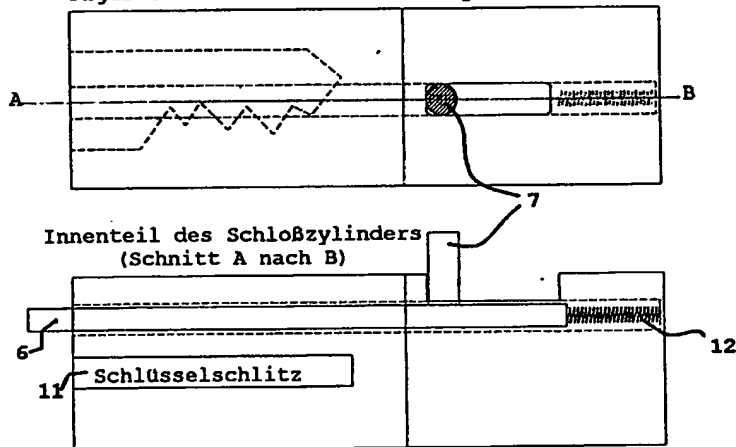 A
B
7
Innenteil des Schloßzylinders
(Schnitt A nach B)
6
12
11 Schlüsselschlitz